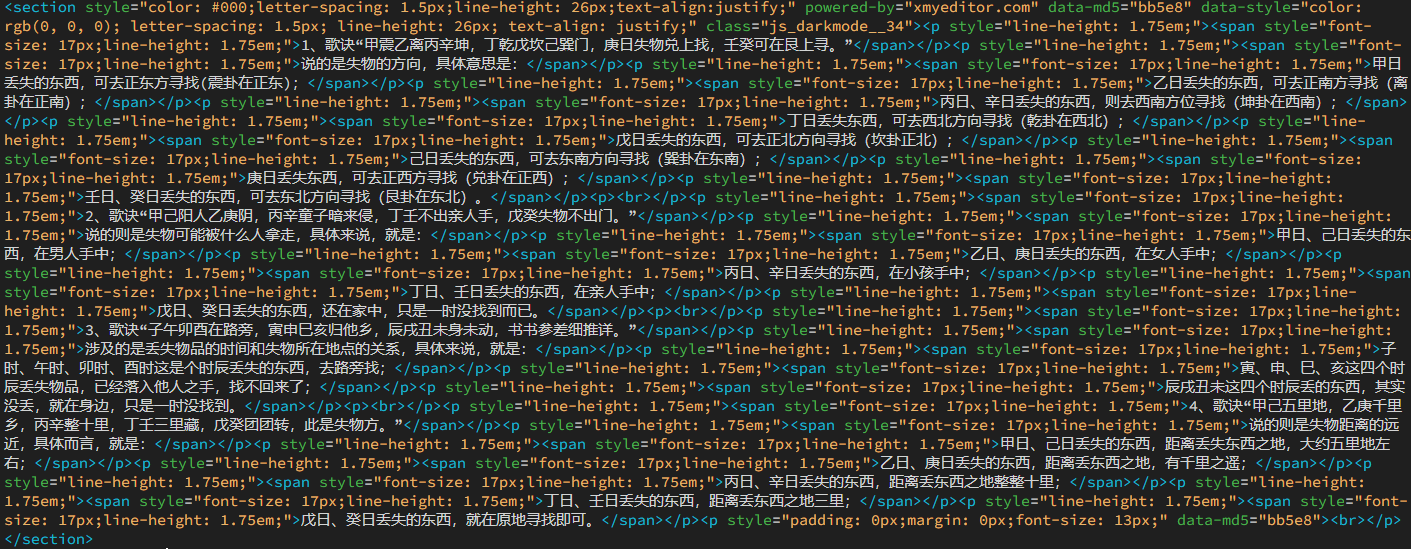 <section style="color: #000;letter-spacing: 1.5px;line-height: 26px;text-align:justify;" powered-by="xmyeditor.com" data-md5="bb5e8" data-style="color:
rgb(0, 0, 0); letter-spacing: 1.5px; line-height: 26px; text-align: justify;" class="js_darkmode__34"><p style="line-height: 1.75em;"><span style="font-
size: 17px;line-height: 1.75em;">1、歌诀“甲震乙离丙辛坤，丁乾戊坎己巽门，庚日失物兑上找，壬癸可在艮上寻。”</span></p><p style="line-height: 1.75em;"><span style="font-
size: 17px;line-height: 1.75em;">说的是失物的方向，具体意思是：</span></p><p style="line-height: 1.75em;"><span style="font-size: 17px;line-height: 1.75em;">甲日
丢失的东西，可去正东方寻找(震卦在正东)；</span></p><p style="line-height: 1.75em;"><span style="font-size: 17px;line-height: 1.75em;">乙日丢失的东西，可去正南方寻找（离
卦在正南）；</span></p><p style="line-height: 1.75em;"><span style="font-size: 17px;line-height: 1.75em;">丙日、辛日丢失的东西，则去西南方位寻找（坤卦在西南）；</span>
</p><p style="line-height: 1.75em;"><span style="font-size: 17px;line-height: 1.75em;">丁日丢失东西，可去西北方向寻找（乾卦在西北）；</span></p><p style="line-
height: 1.75em;"><span style="font-size: 17px;line-height: 1.75em;">戊日丢失的东西，可去正北方向寻找（坎卦正北）；</span></p><p style="line-height: 1.75em;"><span
style="font-size: 17px;line-height: 1.75em;">己日丢失的东西，可去东南方向寻找（巽卦在东南）；</span></p><p style="line-height: 1.75em;"><span style="font-size:
17px;line-height: 1.75em;">庚日丢失东西，可去正西方寻找（兑卦在正西）；</span></p><p style="line-height: 1.75em;"><span style="font-size: 17px;line-height:
1.75em;">壬日、癸日丢失的东西，可去东北方向寻找（艮卦在东北）。</span></p><p><br></p><p style="line-height: 1.75em;"><span style="font-size: 17px;line-height:
1.75em;">2、歌诀“甲己阳人乙庚阴，丙辛童子暗来侵，丁壬不出亲人手，戊癸失物不出门。”</span></p><p style="line-height: 1.75em;"><span style="font-size: 17px;line-height:
1.75em;">说的则是失物可能被什么人拿走，具体来说，就是：</span></p><p style="line-height: 1.75em;"><span style="font-size: 17px;line-height: 1.75em;">甲日、己日丢失的东
西，在男人手中；</span></p><p style="line-height: 1.75em;"><span style="font-size: 17px;line-height: 1.75em;">乙日、庚日丢失的东西，在女人手中；</span></p><p
style="line-height: 1.75em;"><span style="font-size: 17px;line-height: 1.75em;">丙日、辛日丢失的东西，在小孩手中；</span></p><p style="line-height: 1.75em;"><span
style="font-size: 17px;line-height: 1.75em;">丁日、壬日丢失的东西，在亲人手中；</span></p><p style="line-height: 1.75em;"><span style="font-size: 17px;line-
height: 1.75em;">戊日、癸日丢失的东西，还在家中，只是一时没找到而已。</span></p><p><br></p><p style="line-height: 1.75em;"><span style="font-size: 17px;line-height:
1.75em;">3、歌诀“子午卯酉在路旁，寅申巳亥归他乡，辰戌丑未身未动，书书参差细推详。”</span></p><p style="line-height: 1.75em;"><span style="font-size: 17px;line-height:
1.75em;">涉及的是丢失物品的时间和失物所在地点的关系，具体来说，就是：</span></p><p style="line-height: 1.75em;"><span style="font-size: 17px;line-height: 1.75em;">子
时、午时、卯时、酉时这是个时辰丢失的东西，去路旁找；</span></p><p style="line-height: 1.75em;"><span style="font-size: 17px;line-height: 1.75em;">寅、申、巳、亥这四个时
辰丢失物品，已经落入他人之手，找不回来了；</span></p><p style="line-height: 1.75em;"><span style="font-size: 17px;line-height: 1.75em;">辰戌丑未这四个时辰丢的东西，其实
没丢，就在身边，只是一时没找到。</span></p><p><br></p><p style="line-height: 1.75em;"><span style="font-size: 17px;line-height: 1.75em;">4、歌诀“甲己五里地，乙庚千里
乡，丙辛整十里，丁壬三里藏，戊癸团团转，此是失物方。”</span></p><p style="line-height: 1.75em;"><span style="font-size: 17px;line-height: 1.75em;">说的则是失物距离的远
近，具体而言，就是：</span></p><p style="line-height: 1.75em;"><span style="font-size: 17px;line-height: 1.75em;">甲日、己日丢失的东西，距离丢失东西之地，大约五里地左
右；</span></p><p style="line-height: 1.75em;"><span style="font-size: 17px;line-height: 1.75em;">乙日、庚日丢失的东西，距离丢东西之地，有千里之遥；</span></p><p
style="line-height: 1.75em;"><span style="font-size: 17px;line-height: 1.75em;">丙日、辛日丢失的东西，距离丢东西之地整整十里；</span></p><p style="line-height:
1.75em;"><span style="font-size: 17px;line-height: 1.75em;">丁日、壬日丢失的东西，距离丢东西之地三里；</span></p><p style="line-height: 1.75em;"><span style="font-
size: 17px;line-height: 1.75em;">戊日、癸日丢失的东西，就在原地寻找即可。</span></p><p style="padding: 0px;margin: 0px;font-size: 13px;" data-md5="bb5e8"><br></p>
</section>